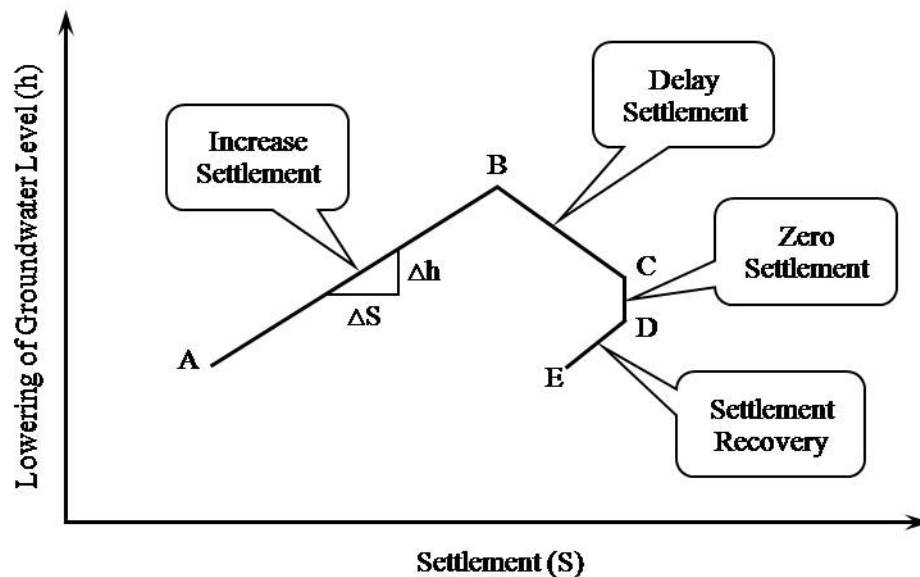 Lowering of Groundwater Level (h)
Increase
Settlement
Delay
Settlement
B
Zero
Settlement
C
Δh
ΔS
D
A
E
Settlement
Recovery
Settlement (S)